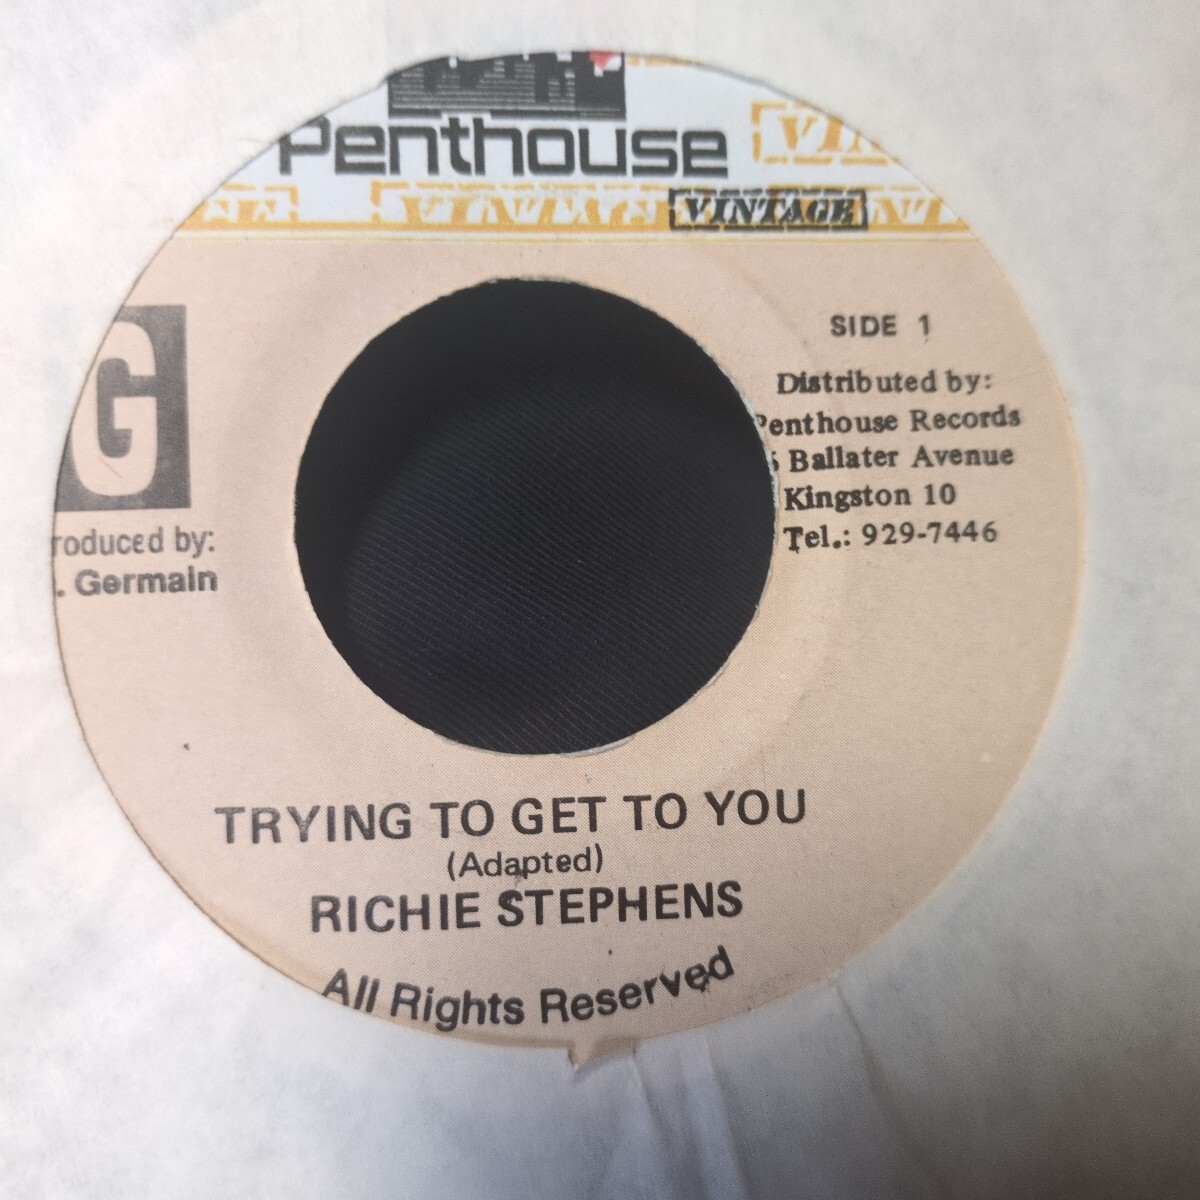 Penthouse
VINTAGE
G
SIDE 1
Distributed by:
Penthouse Records
Ballater Avenue
Kingston 10
Tel.: 929-7446
roduced by:
. Germain
TRYING TO GET TO YOU
(Adapted)
RICHIE STEPHENS
All Rights Reserved